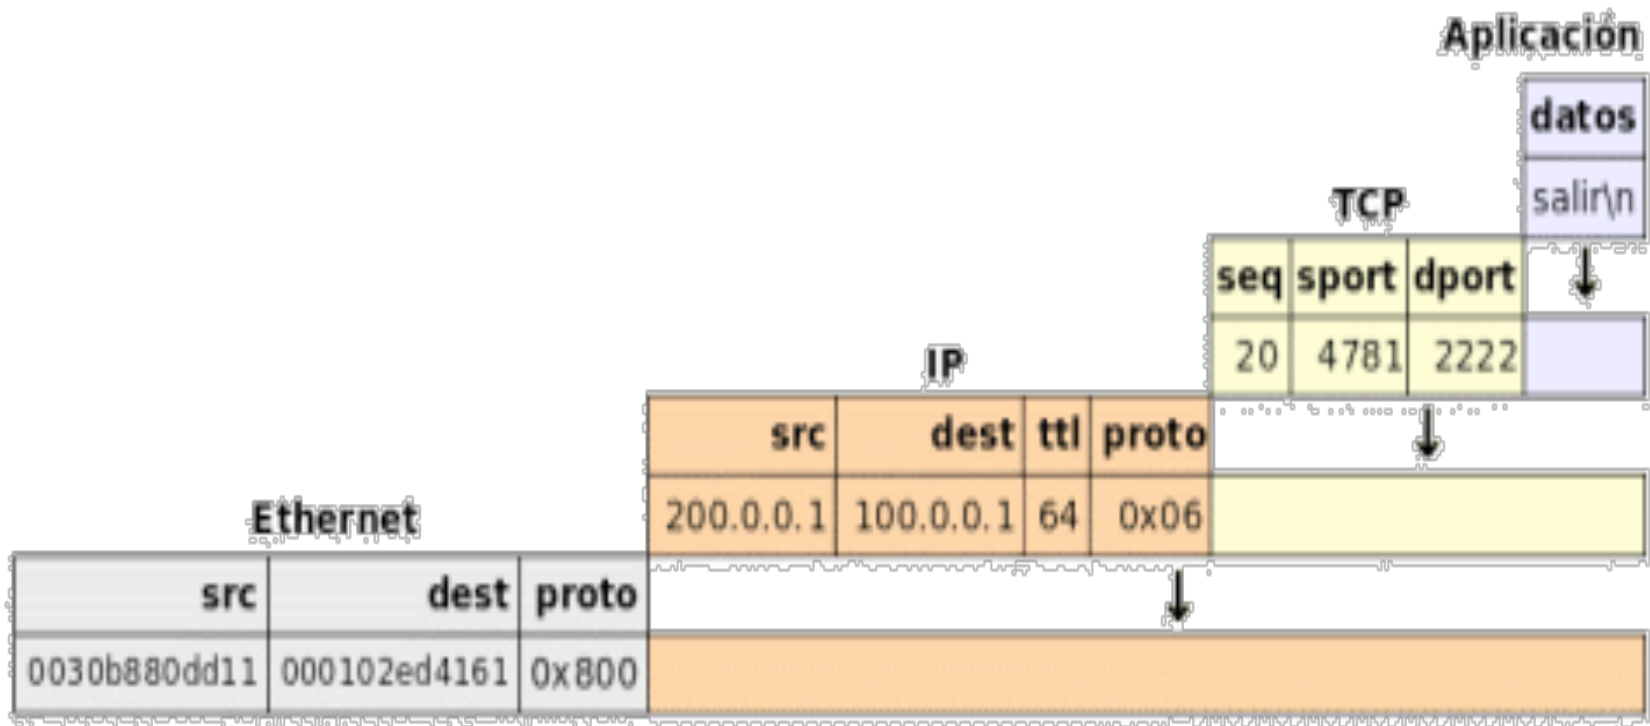 Aplicación
datos
salir\n
TCP
seq sport dport
20 4781 2222
IP
src dest ttl proto
200.0.0.1 100.0.0.1 64 0x06
Ethernet
src dest proto
0030b880dd11 000102ed4161 0x800